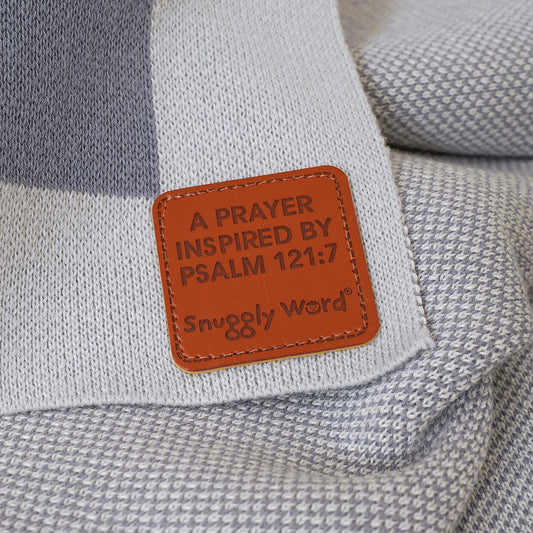 A PRAYER
INSPIRED BY
PSALM 121:7
Snuggly Word®